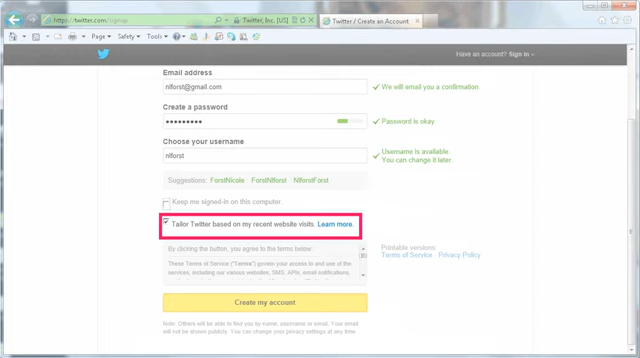 https://twitter.com/signup
Twitter, Inc. [US]
Twitter / Create an Account
Page Safety Tools
Have an account? Sign in
Email address
nlforst@gmail.com
We will email you a confirmation.
Create a password
Password is okay
Choose your username
nlforst
Username is available.
You can change it later.
Suggestions: ForstNicole · ForstNlforst · NlforstForst
Keep me signed-in on this computer.
Tailor Twitter based on my recent website visits. Learn more.
By clicking the button, you agree to the terms below:
These Terms of Service ("Terms") govern your access to and use of the
services, including our various websites, SMS, APIs, email notifications,
Printable versions:
Terms of Service · Privacy Policy
Create my account
Note: Others will be able to find you by name, username or email. Your email
will not be shown publicly. You can change your privacy settings at any time.